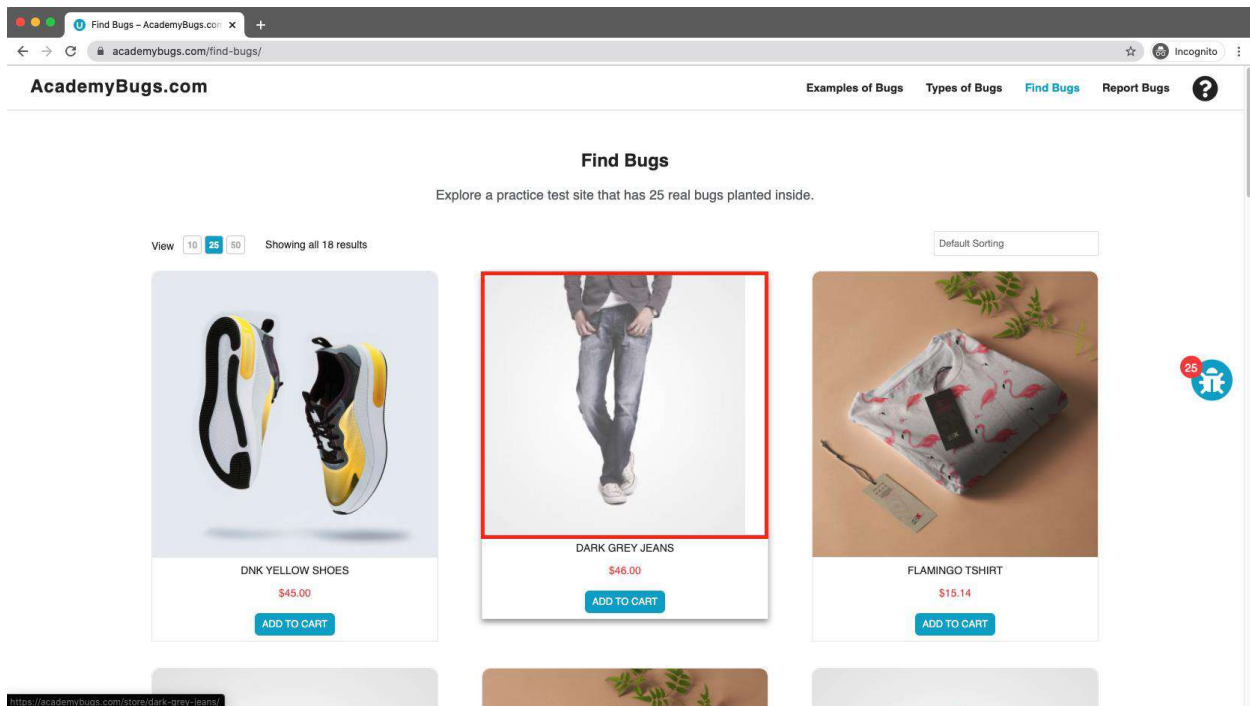 Find Bugs – AcademyBugs.com
academybugs.com/find-bugs/
Incognito
AcademyBugs.com
Examples of Bugs
Types of Bugs
Find Bugs
Report Bugs
?
Find Bugs
Explore a practice test site that has 25 real bugs planted inside.
View 10 25 50 Showing all 18 results
Default Sorting
25
DNK YELLOW SHOES
$45.00
ADD TO CART
DARK GREY JEANS
$46.00
ADD TO CART
FLAMINGO TSHIRT
$15.14
ADD TO CART
https://academybugs.com/store/dark-grey-jeans/